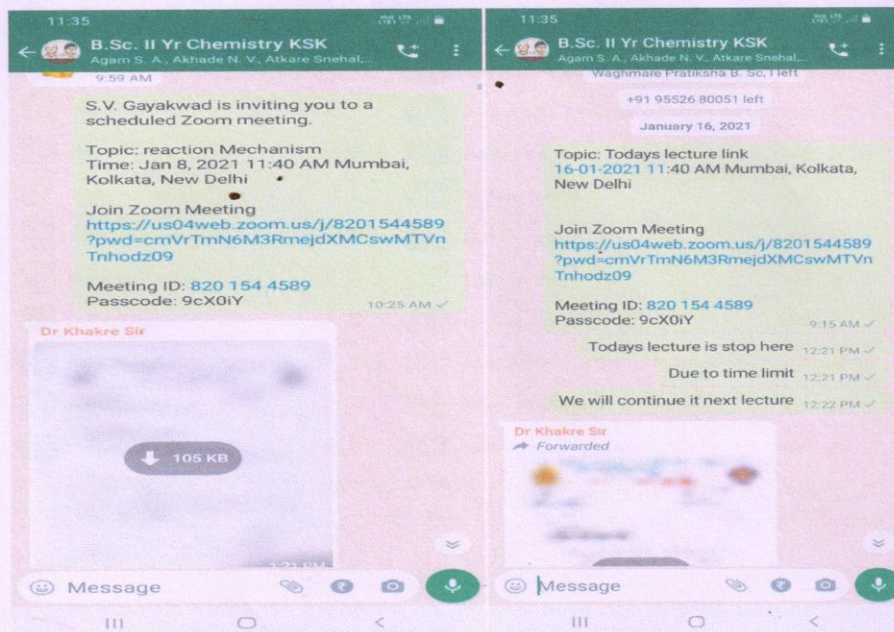 11:35
B.Sc. II Yr Chemistry KSK
Agam S. A., Akhade N. V., Atkare Snehal,...
9:59 AM
S.V. Gayakwad is inviting you to a
scheduled Zoom meeting.
Topic: reaction Mechanism
Time: Jan 8, 2021 11:40 AM Mumbai,
Kolkata, New Delhi
Join Zoom Meeting
https://us04web.zoom.us/j/8201544589
?pwd=cmVrTmN6M3RmejdXMCswMTVn
Tnhodz09
Meeting ID: 820 154 4589
Passcode: 9cX0iY
10:25 AM
Dr Khakre Sir
105 KB
1:21 PM
Message
11:35
B.Sc. II Yr Chemistry KSK
Agam S. A., Akhade N. V., Atkare Snehal,...
Waghmare Pratiksha B. Sc, I left
+91 95526 80051 left
January 16, 2021
Topic: Todays lecture link
16-01-2021 11:40 AM Mumbai, Kolkata,
New Delhi
Join Zoom Meeting
https://us04web.zoom.us/j/8201544589
?pwd=cmVrTmN6M3RmejdXMCswMTVn
Tnhodz09
Meeting ID: 820 154 4589
Passcode: 9cX0iY
9:15 AM
Todays lecture is stop here 12:21 PM
Due to time limit 12:21 PM
We will continue it next lecture 12:22 PM
Dr Khakre Sir
Forwarded
Message